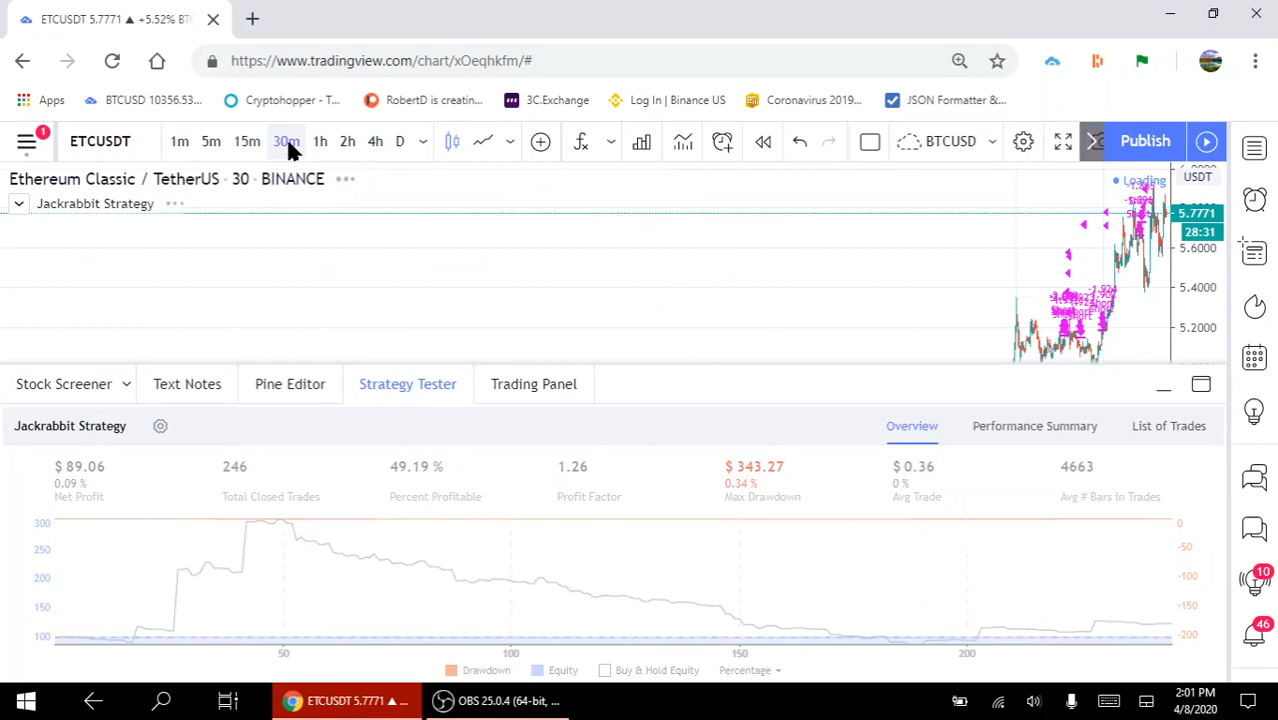 ETCUSDT 5.7771 ▲ +5.52% BTC
https://www.tradingview.com/chart/xOeqhkfm/#
Apps BTCUSD 10356.53... Cryptohopper - T... RobertD is creatin... 3C.Exchange Log In | Binance US Coronavirus 2019... JSON Formatter &...
1
ETCUSDT 1m 5m 15m 30m 1h 2h 4h D BTCUSD Publish
Ethereum Classic / TetherUS · 30 · BINANCE
Loading
USDT
Jackrabbit Strategy
5.7771
28:31
5.6000
5.4000
5.2000
Stock Screener Text Notes Pine Editor Strategy Tester Trading Panel
Jackrabbit Strategy Overview Performance Summary List of Trades
$ 89.06 246 49.19 % 1.26 $ 343.27 $ 0.36 4663
0.09 % 0.34 % 0 %
Net Profit Total Closed Trades Percent Profitable Profit Factor Max Drawdown Avg Trade Avg # Bars in Trades
300 0
250 -50
200 -100
150 -150
100 -200
50 100 150 200
Drawdown Equity Buy & Hold Equity Percentage
10
46
ETCUSDT 5.7771 ▲ ... OBS 25.0.4 (64-bit, ...
2:01 PM
4/8/2020